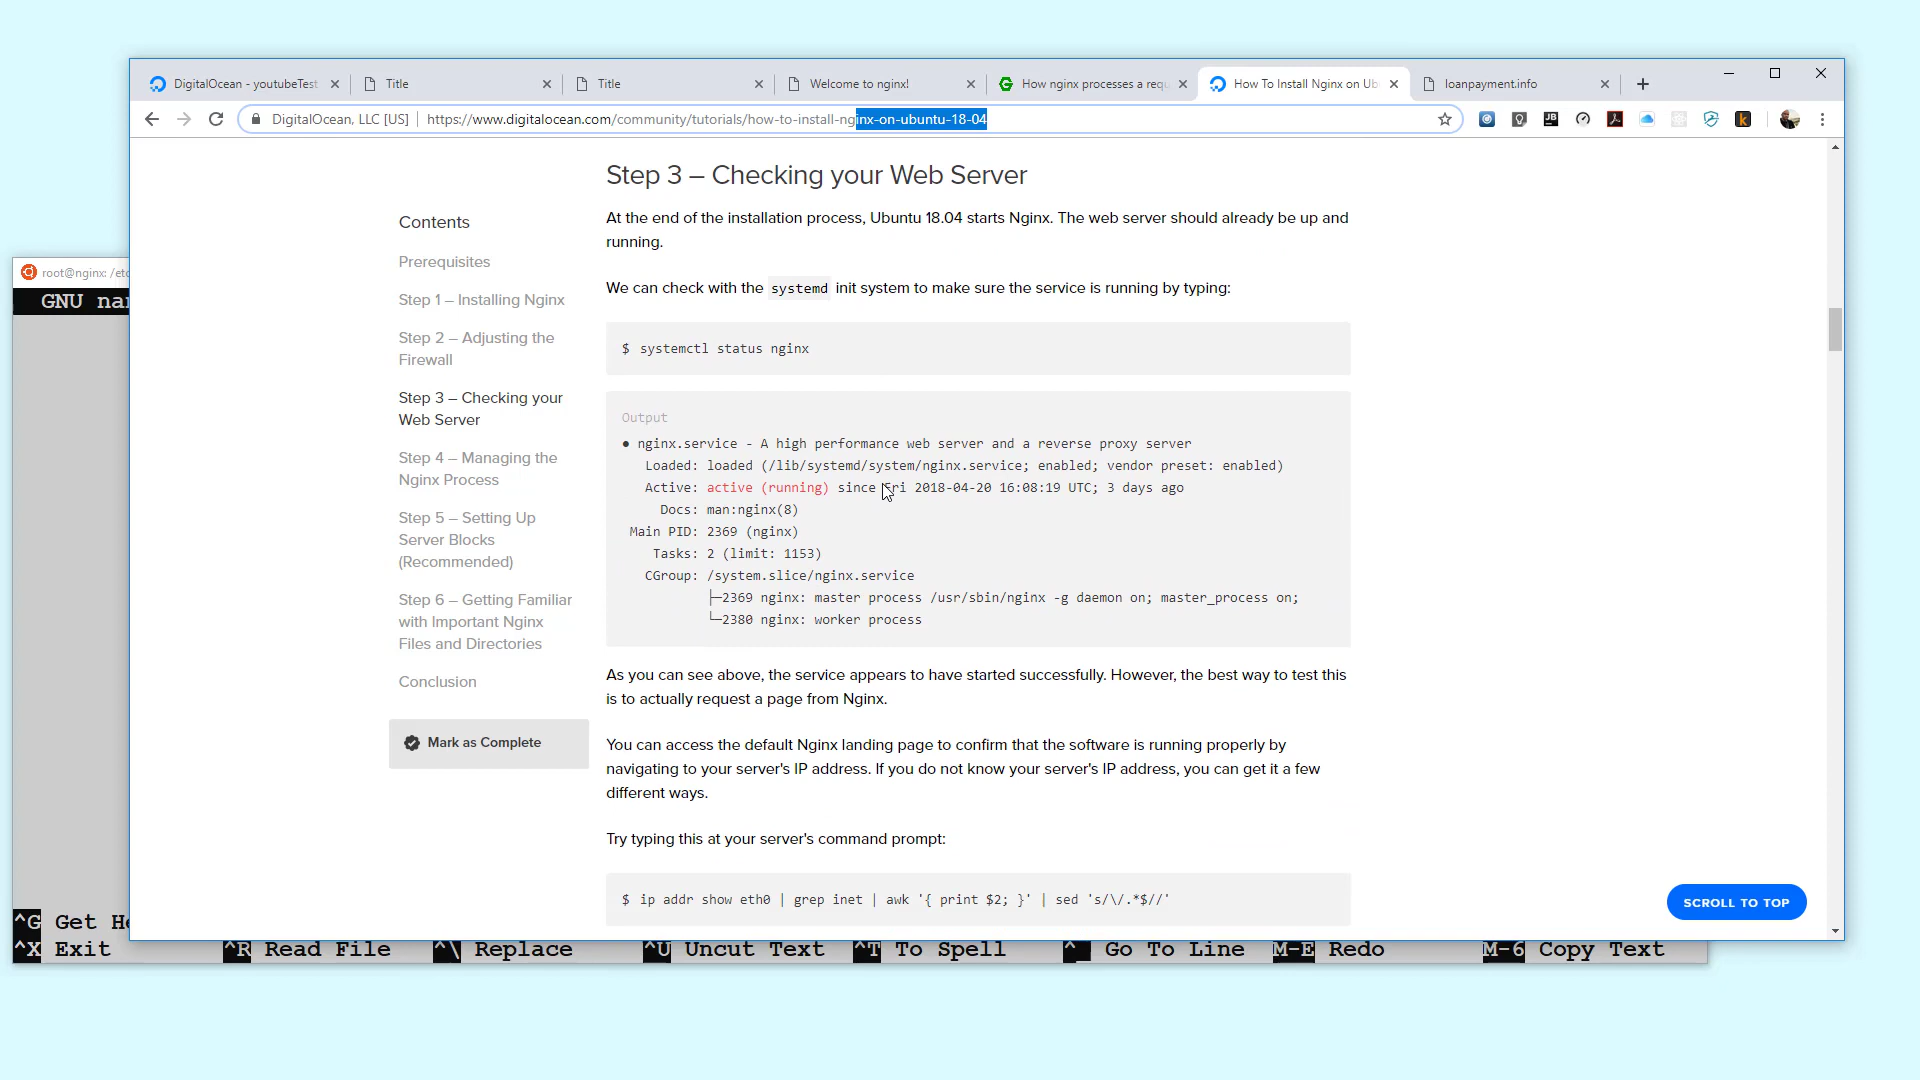 DigitalOcean - youtubeTest
Title
Title
Welcome to nginx!
How nginx processes a requ
How To Install Nginx on Ub
loanpayment.info
DigitalOcean, LLC [US] | https://www.digitalocean.com/community/tutorials/how-to-install-nginx-on-ubuntu-18-04
root@nginx: /etc
GNU nan
Contents
Prerequisites
Step 1 – Installing Nginx
Step 2 – Adjusting the
Firewall
Step 3 – Checking your
Web Server
Step 4 – Managing the
Nginx Process
Step 5 – Setting Up
Server Blocks
(Recommended)
Step 6 – Getting Familiar
with Important Nginx
Files and Directories
Conclusion
Mark as Complete
Step 3 – Checking your Web Server
At the end of the installation process, Ubuntu 18.04 starts Nginx. The web server should already be up and
running.
We can check with the systemd init system to make sure the service is running by typing:
$ systemctl status nginx
Output
● nginx.service - A high performance web server and a reverse proxy server
Loaded: loaded (/lib/systemd/system/nginx.service; enabled; vendor preset: enabled)
Active: active (running) since Fri 2018-04-20 16:08:19 UTC; 3 days ago
Docs: man:nginx(8)
Main PID: 2369 (nginx)
Tasks: 2 (limit: 1153)
CGroup: /system.slice/nginx.service
├─2369 nginx: master process /usr/sbin/nginx -g daemon on; master_process on;
└─2380 nginx: worker process
As you can see above, the service appears to have started successfully. However, the best way to test this
is to actually request a page from Nginx.
You can access the default Nginx landing page to confirm that the software is running properly by
navigating to your server's IP address. If you do not know your server's IP address, you can get it a few
different ways.
Try typing this at your server's command prompt:
$ ip addr show eth0 | grep inet | awk '{ print $2; }' | sed 's/\/.*$//'
SCROLL TO TOP
^G Get He
^X Exit ^R Read File ^\ Replace ^U Uncut Text ^T To Spell ^_ Go To Line M-E Redo M-6 Copy Text